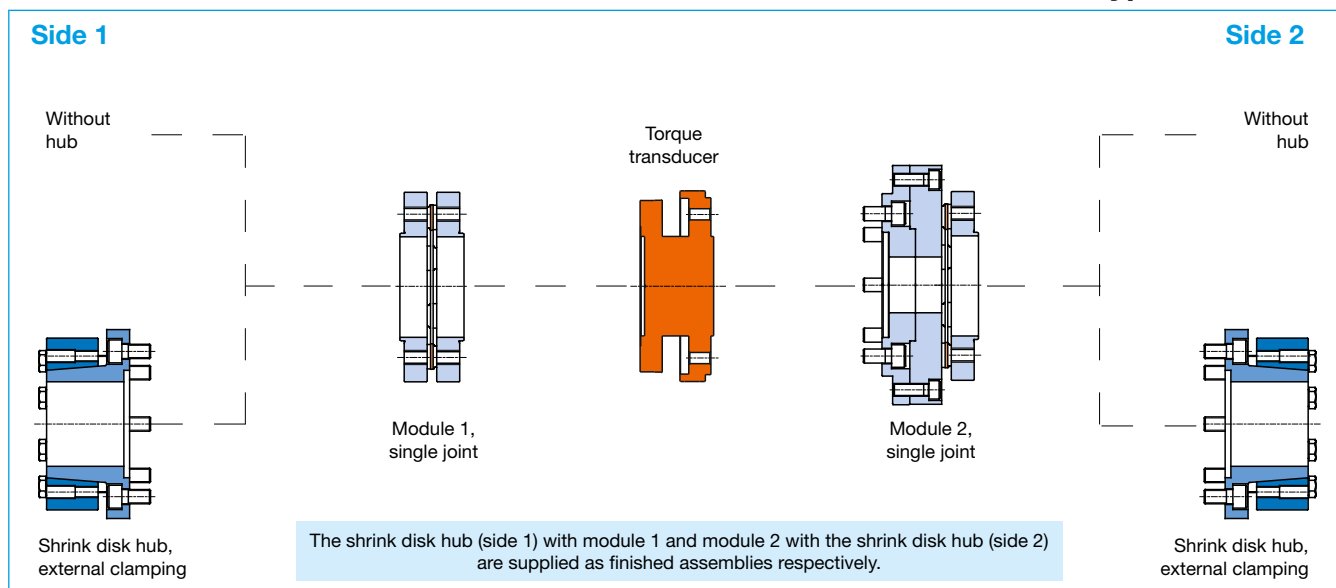 Side 1
Side 2
Without
hub
Torque
transducer
Without
hub
Module 1,
single joint
Module 2,
single joint
Shrink disk hub,
external clamping
The shrink disk hub (side 1) with module 1 and module 2 with the shrink disk hub (side 2)
are supplied as finished assemblies respectively.
Shrink disk hub,
external clamping